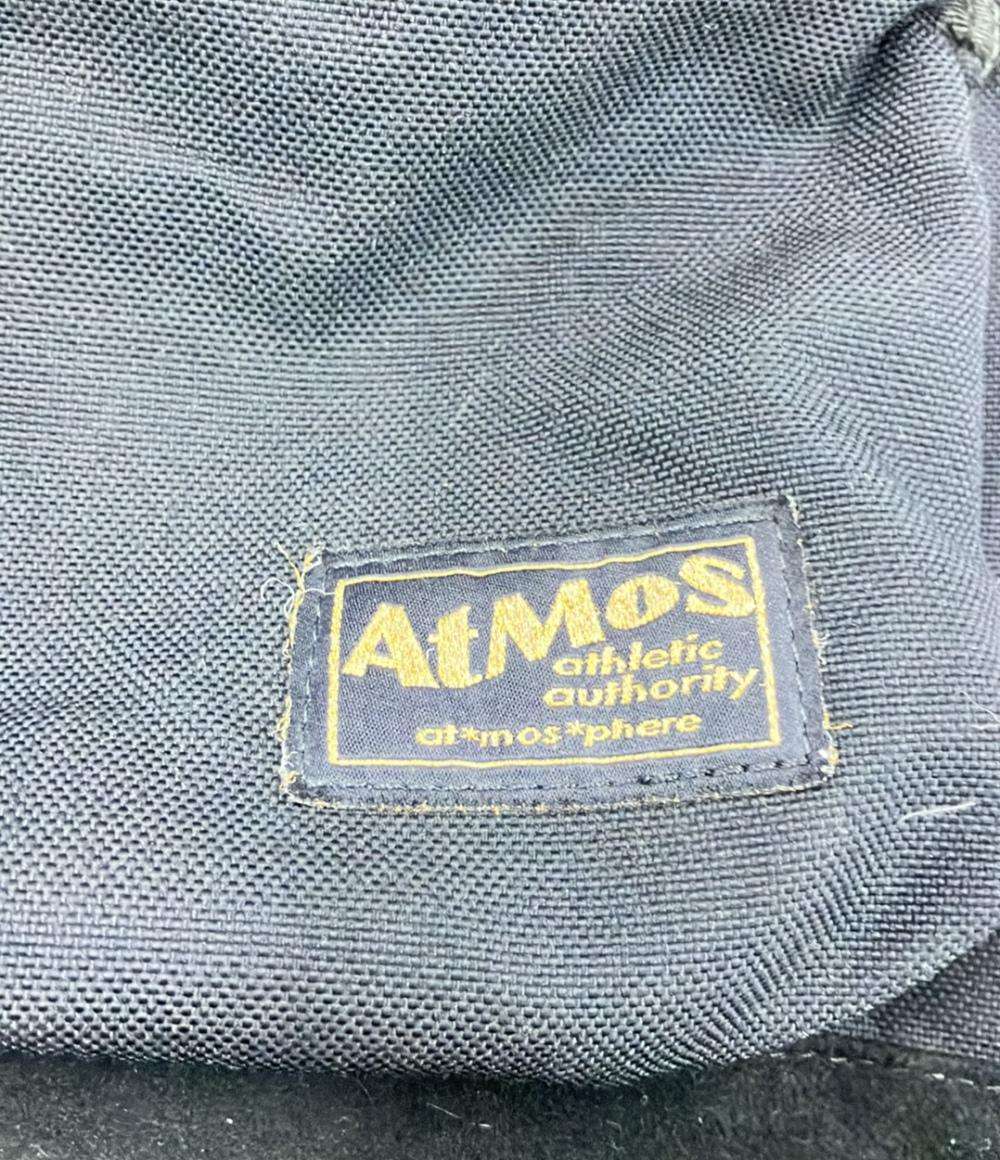 AtMoS
athletic
authority
at*mos*phere